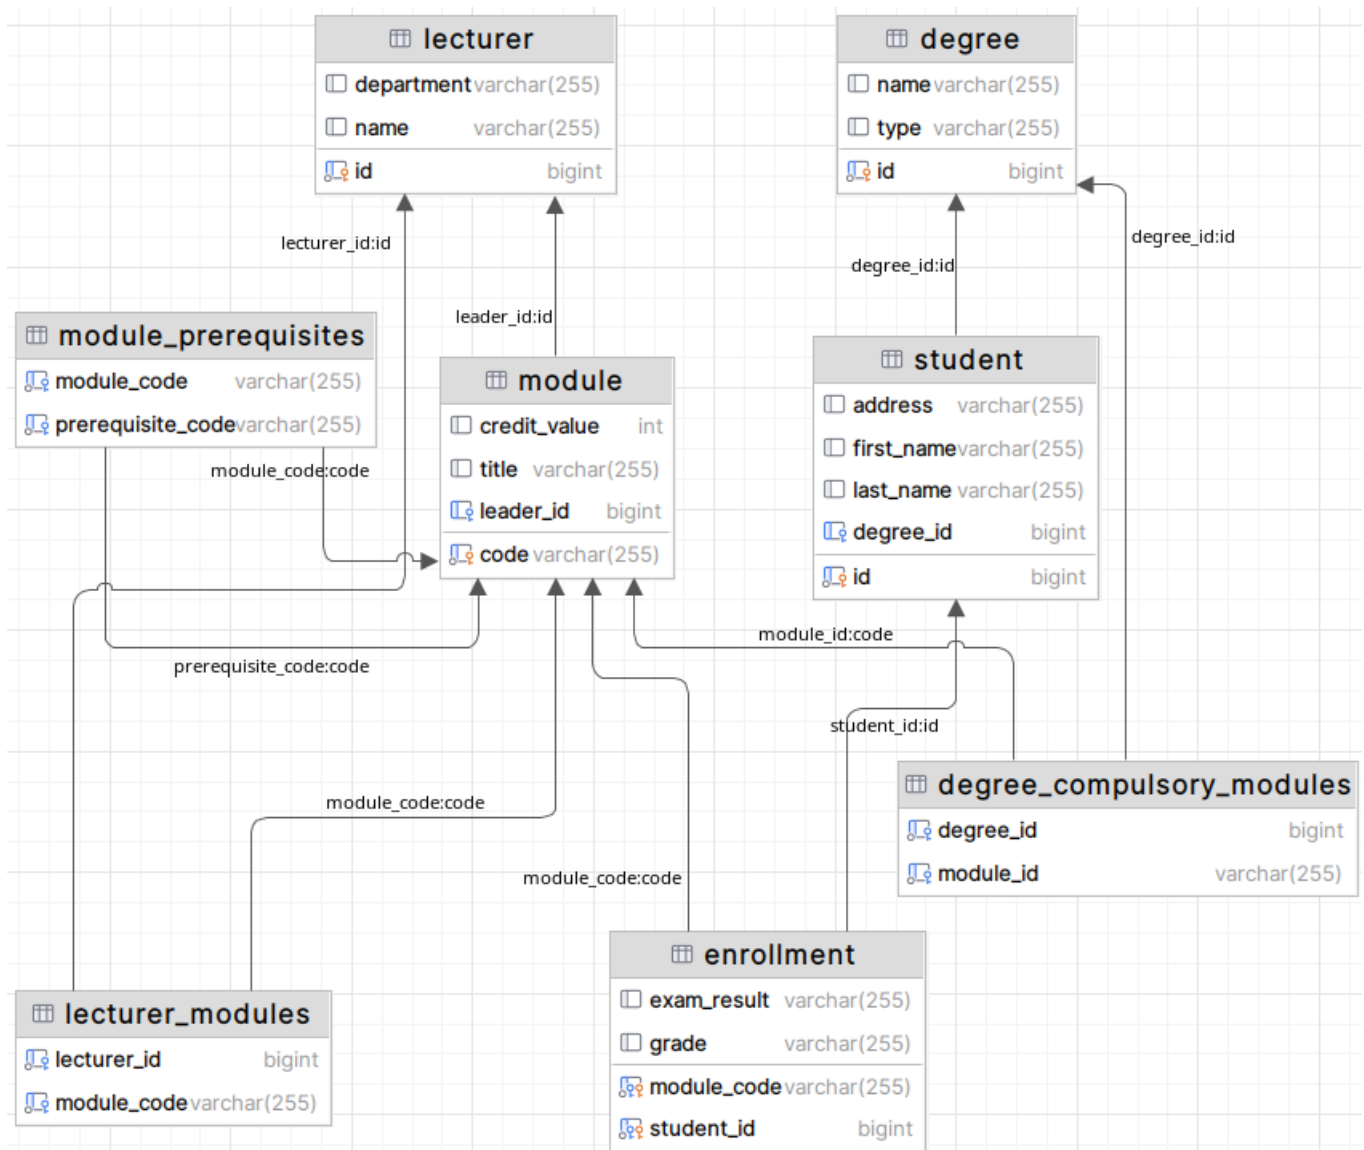 lecturer
department varchar(255)
name varchar(255)
id bigint
degree
name varchar(255)
type varchar(255)
id bigint
lecturer_id:id
leader_id:id
degree_id:id
degree_id:id
module_prerequisites
module_code varchar(255)
prerequisite_code varchar(255)
module
credit_value int
title varchar(255)
leader_id bigint
code varchar(255)
student
address varchar(255)
first_name varchar(255)
last_name varchar(255)
degree_id bigint
id bigint
module_code:code
prerequisite_code:code
module_id:code
student_id:id
module_code:code
module_code:code
degree_compulsory_modules
degree_id bigint
module_id varchar(255)
lecturer_modules
lecturer_id bigint
module_code varchar(255)
enrollment
exam_result varchar(255)
grade varchar(255)
module_code varchar(255)
student_id bigint